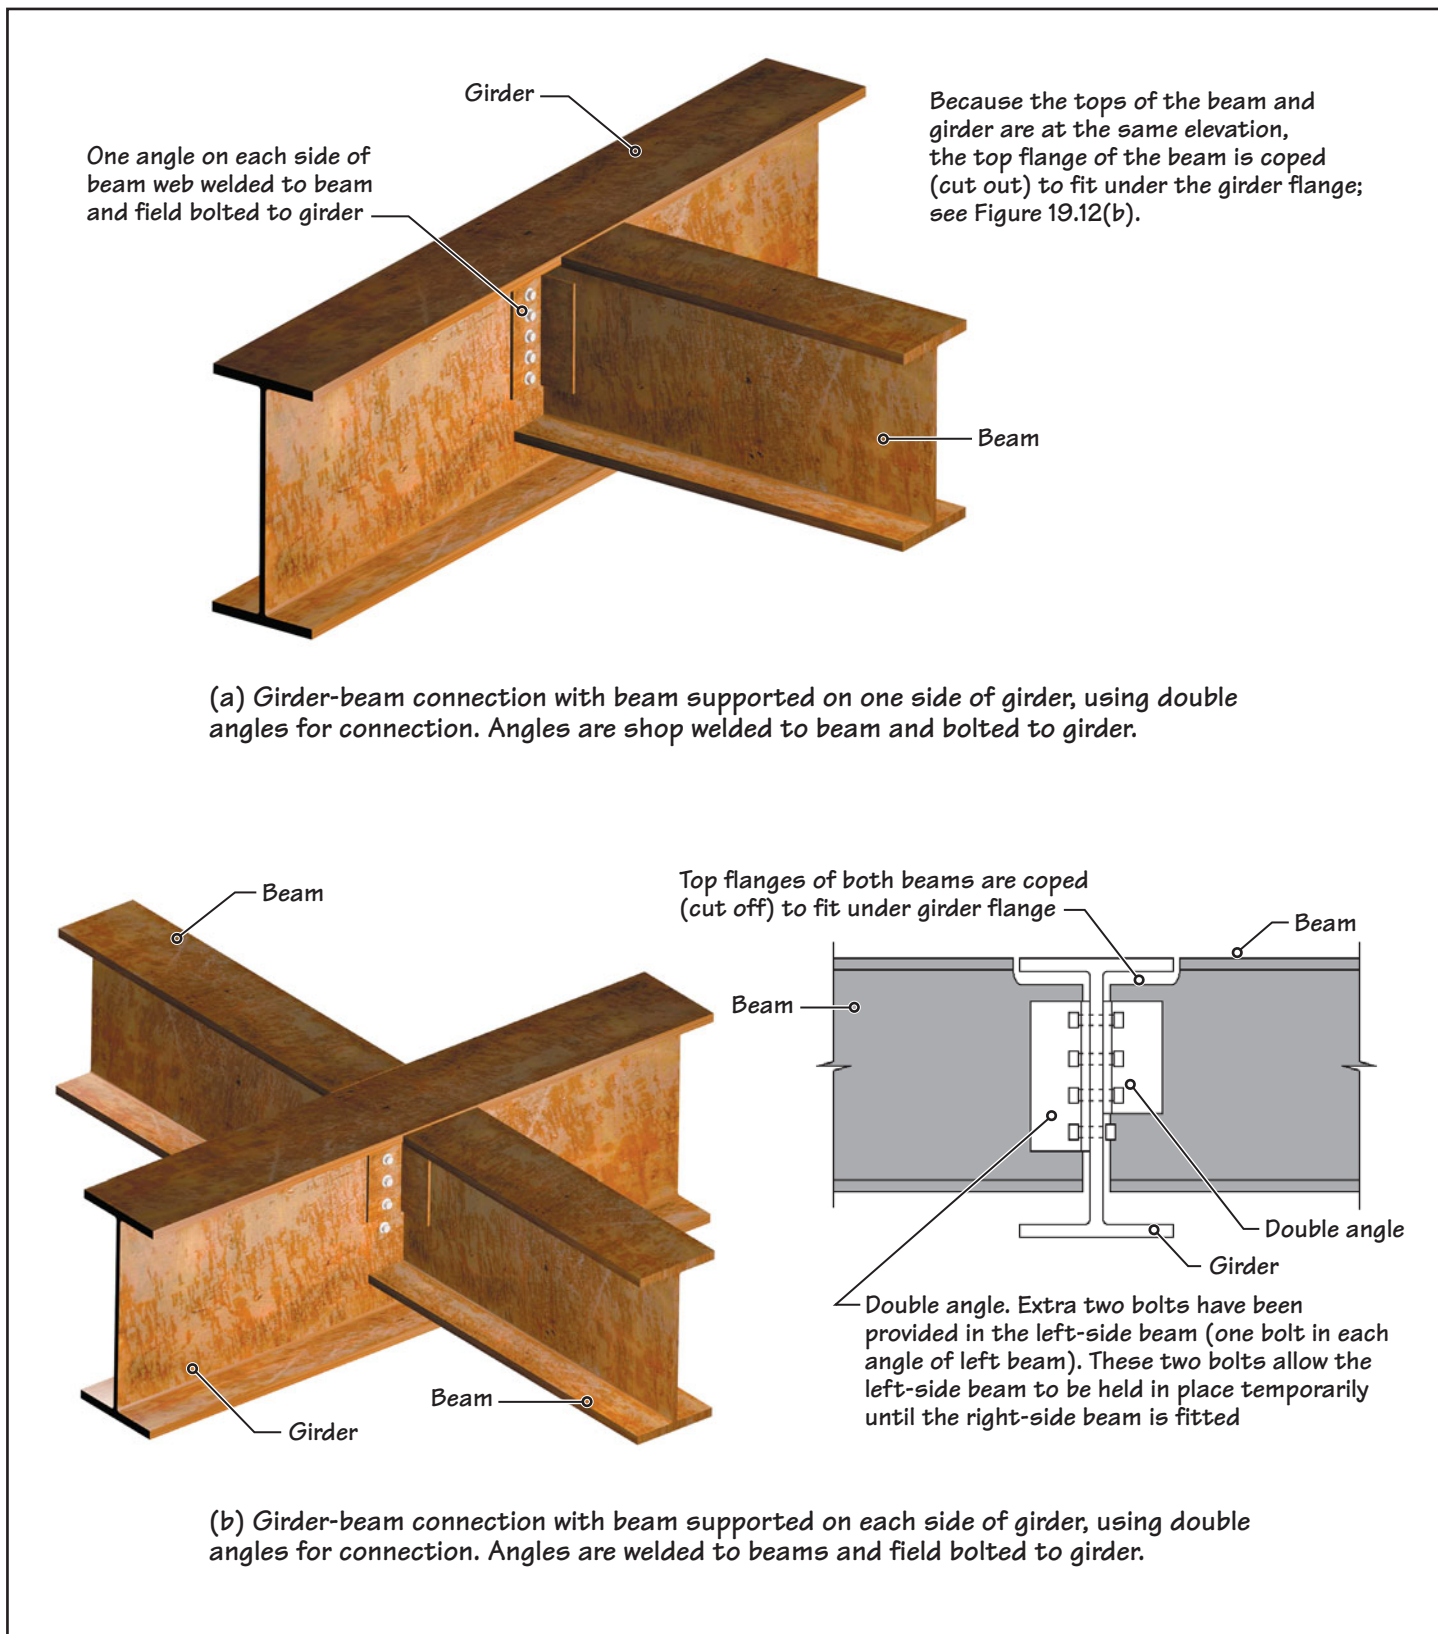 Girder
Because the tops of the beam and
girder are at the same elevation,
the top flange of the beam is coped
(cut out) to fit under the girder flange;
see Figure 19.12(b).
One angle on each side of
beam web welded to beam
and field bolted to girder
Beam
(a) Girder-beam connection with beam supported on one side of girder, using double
angles for connection. Angles are shop welded to beam and bolted to girder.
Beam
Top flanges of both beams are coped
(cut off) to fit under girder flange
Beam
Beam
Double angle
Girder
Double angle. Extra two bolts have been
provided in the left-side beam (one bolt in each
angle of left beam). These two bolts allow the
left-side beam to be held in place temporarily
until the right-side beam is fitted
Beam
Girder
(b) Girder-beam connection with beam supported on each side of girder, using double
angles for connection. Angles are welded to beams and field bolted to girder.